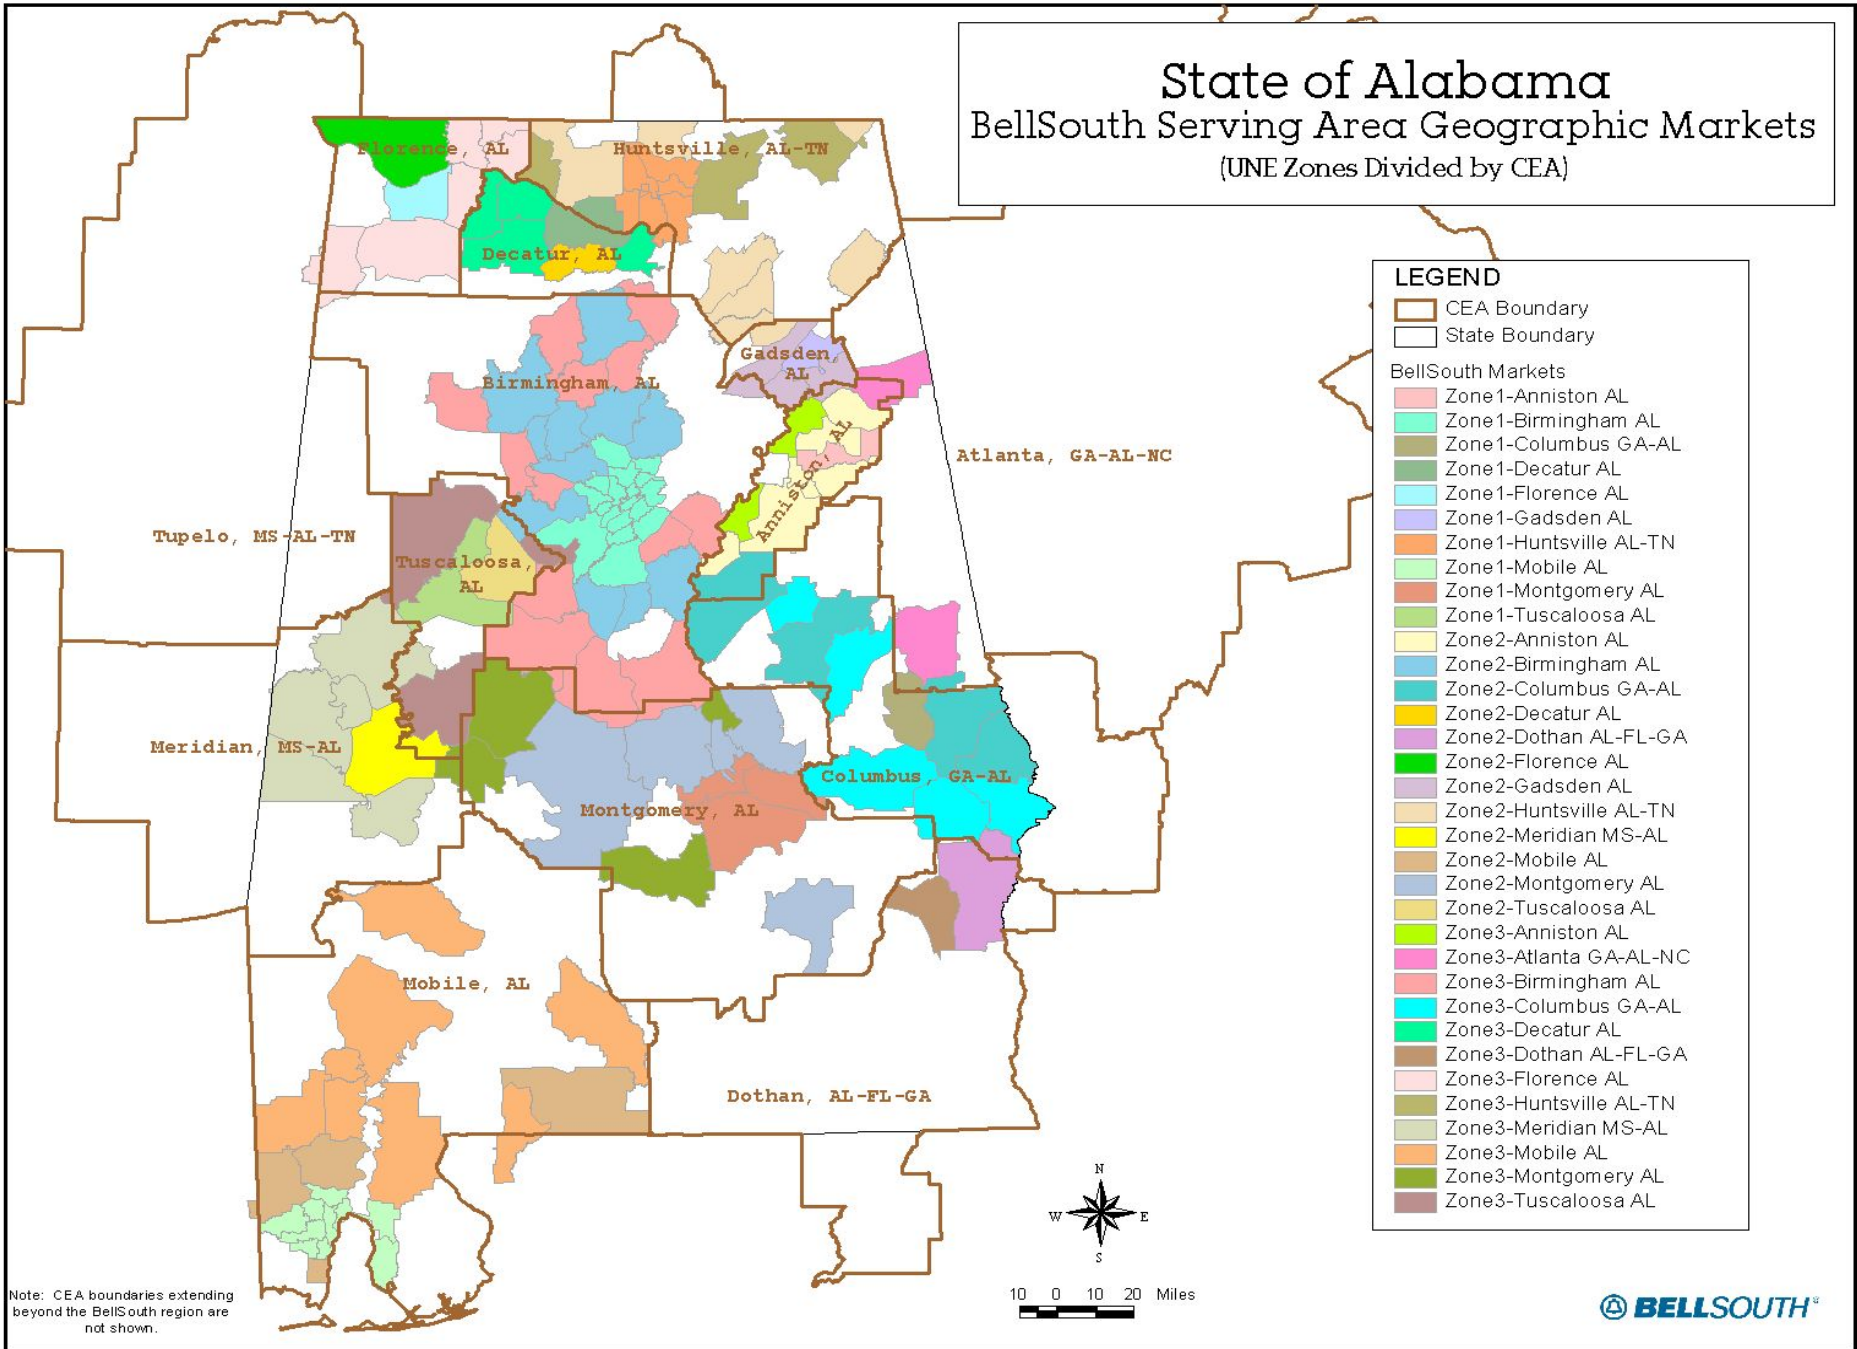 State of Alabama
BellSouth Serving Area Geographic Markets
(UNE Zones Divided by CEA)
Florence, AL
Huntsville, AL-TN
Decatur, AL
Gadsden,
AL
Birmingham, AL
Anniston, AL
Atlanta, GA-AL-NC
Tupelo, MS-AL-TN
Tuscaloosa,
AL
Meridian, MS-AL
Columbus, GA-AL
Montgomery, AL
Mobile, AL
Dothan, AL-FL-GA
LEGEND
CEA Boundary
State Boundary
BellSouth Markets
Zone1-Anniston AL
Zone1-Birmingham AL
Zone1-Columbus GA-AL
Zone1-Decatur AL
Zone1-Florence AL
Zone1-Gadsden AL
Zone1-Huntsville AL-TN
Zone1-Mobile AL
Zone1-Montgomery AL
Zone1-Tuscaloosa AL
Zone2-Anniston AL
Zone2-Birmingham AL
Zone2-Columbus GA-AL
Zone2-Decatur AL
Zone2-Dothan AL-FL-GA
Zone2-Florence AL
Zone2-Gadsden AL
Zone2-Huntsville AL-TN
Zone2-Meridian MS-AL
Zone2-Mobile AL
Zone2-Montgomery AL
Zone2-Tuscaloosa AL
Zone3-Anniston AL
Zone3-Atlanta GA-AL-NC
Zone3-Birmingham AL
Zone3-Columbus GA-AL
Zone3-Decatur AL
Zone3-Dothan AL-FL-GA
Zone3-Florence AL
Zone3-Huntsville AL-TN
Zone3-Meridian MS-AL
Zone3-Mobile AL
Zone3-Montgomery AL
Zone3-Tuscaloosa AL
N
W E
S
10 0 10 20 Miles
Note: CEA boundaries extending
beyond the BellSouth region are
not shown.
BELLSOUTH®